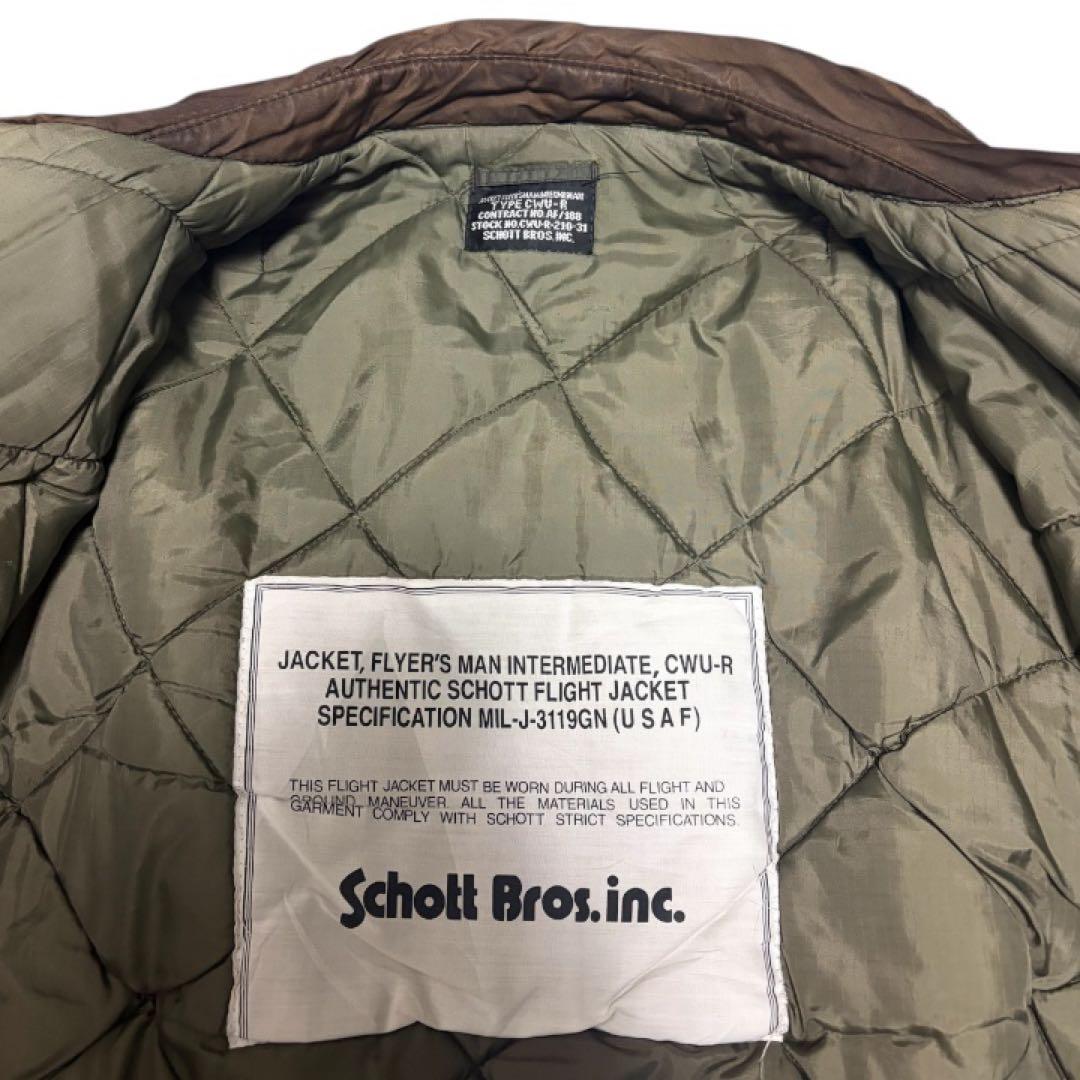 TYPE CWU-R
CONTRACT NO. AF/188
STOCK NO. CWU-R-210-31
SCHOTT BROS. INC.
JACKET, FLYER'S MAN INTERMEDIATE, CWU-R
AUTHENTIC SCHOTT FLIGHT JACKET
SPECIFICATION MIL-J-3119GN (U S A F)
THIS FLIGHT JACKET MUST BE WORN DURING ALL FLIGHT AND
GROUND MANEUVER. ALL THE MATERIALS USED IN THIS
GARMENT COMPLY WITH SCHOTT STRICT SPECIFICATIONS.
Schott Bros. inc.